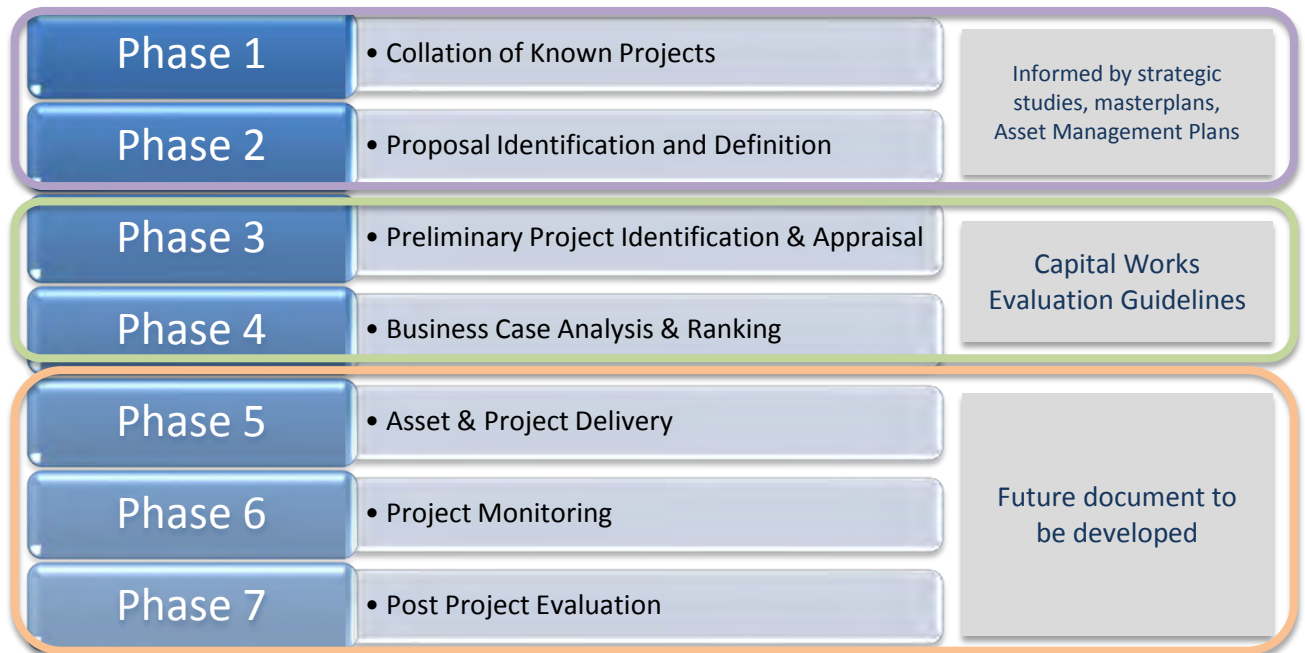 Phase 1
• Collation of Known Projects
Informed by strategic
studies, masterplans,
Asset Management Plans
Phase 2
• Proposal Identification and Definition
Phase 3
• Preliminary Project Identification & Appraisal
Capital Works
Evaluation Guidelines
Phase 4
• Business Case Analysis & Ranking
Phase 5
• Asset & Project Delivery
Phase 6
• Project Monitoring
Future document to
be developed
Phase 7
• Post Project Evaluation